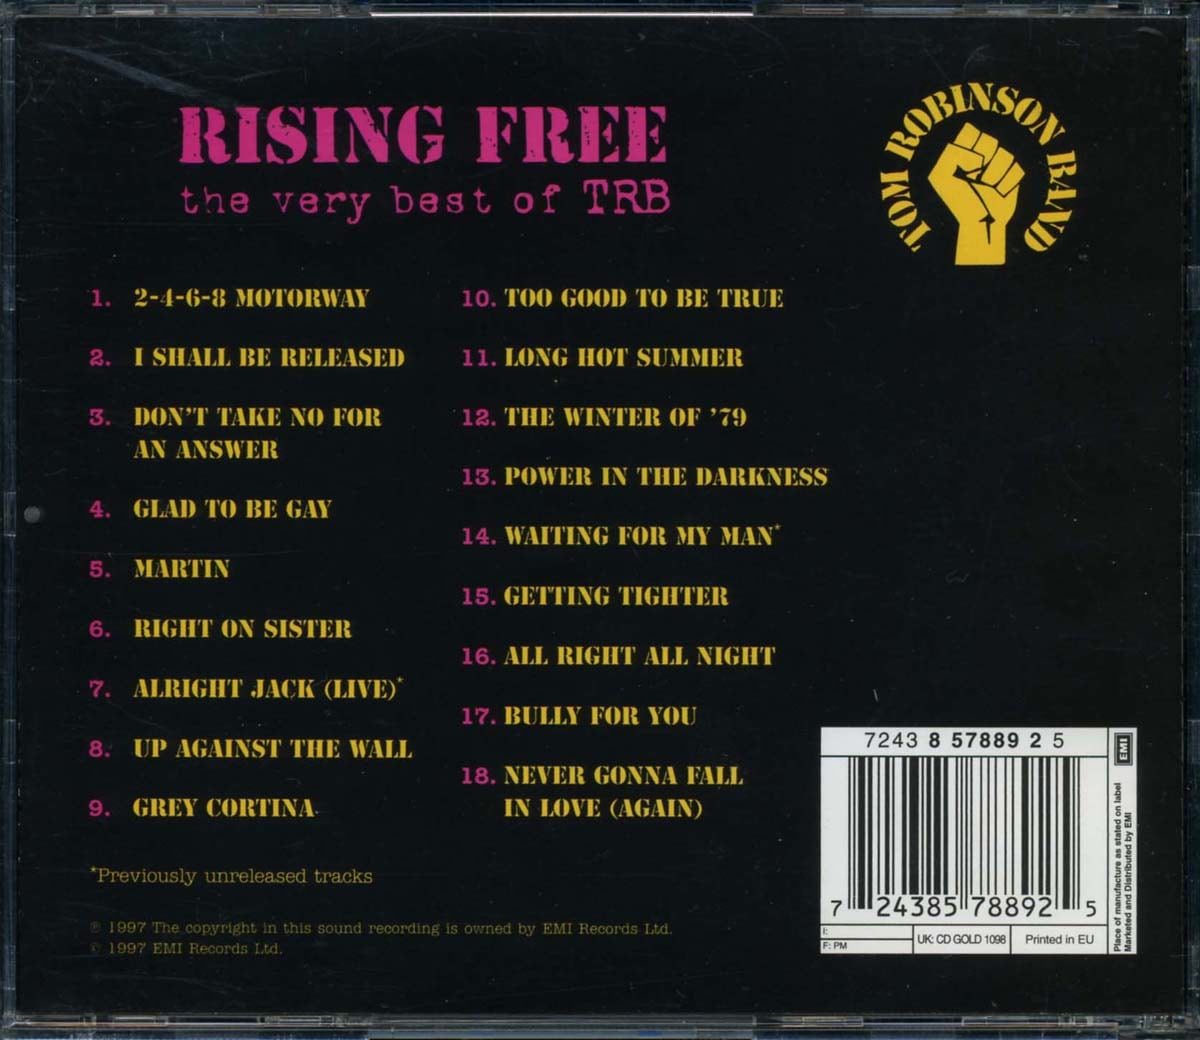 RISING FREE
the very best of TRB
TOM ROBINSON BAND
1. 2-4-6-8 MOTORWAY
2. I SHALL BE RELEASED
3. DON'T TAKE NO FOR
AN ANSWER
4. GLAD TO BE GAY
5. MARTIN
6. RIGHT ON SISTER
7. ALRIGHT JACK (LIVE)*
8. UP AGAINST THE WALL
9. GREY CORTINA
10. TOO GOOD TO BE TRUE
11. LONG HOT SUMMER
12. THE WINTER OF '79
13. POWER IN THE DARKNESS
14. WAITING FOR MY MAN*
15. GETTING TIGHTER
16. ALL RIGHT ALL NIGHT
17. BULLY FOR YOU
18. NEVER GONNA FALL
IN LOVE (AGAIN)
*Previously unreleased tracks
℗ 1997 The copyright in this sound recording is owned by EMI Records Ltd.
© 1997 EMI Records Ltd.
7243 8 57889 2 5
7 24385 78892 5
I:
F: PM
UK: CD GOLD 1098
Printed in EU
EMI
Place of manufacture as stated on label
Marketed and Distributed by EMI